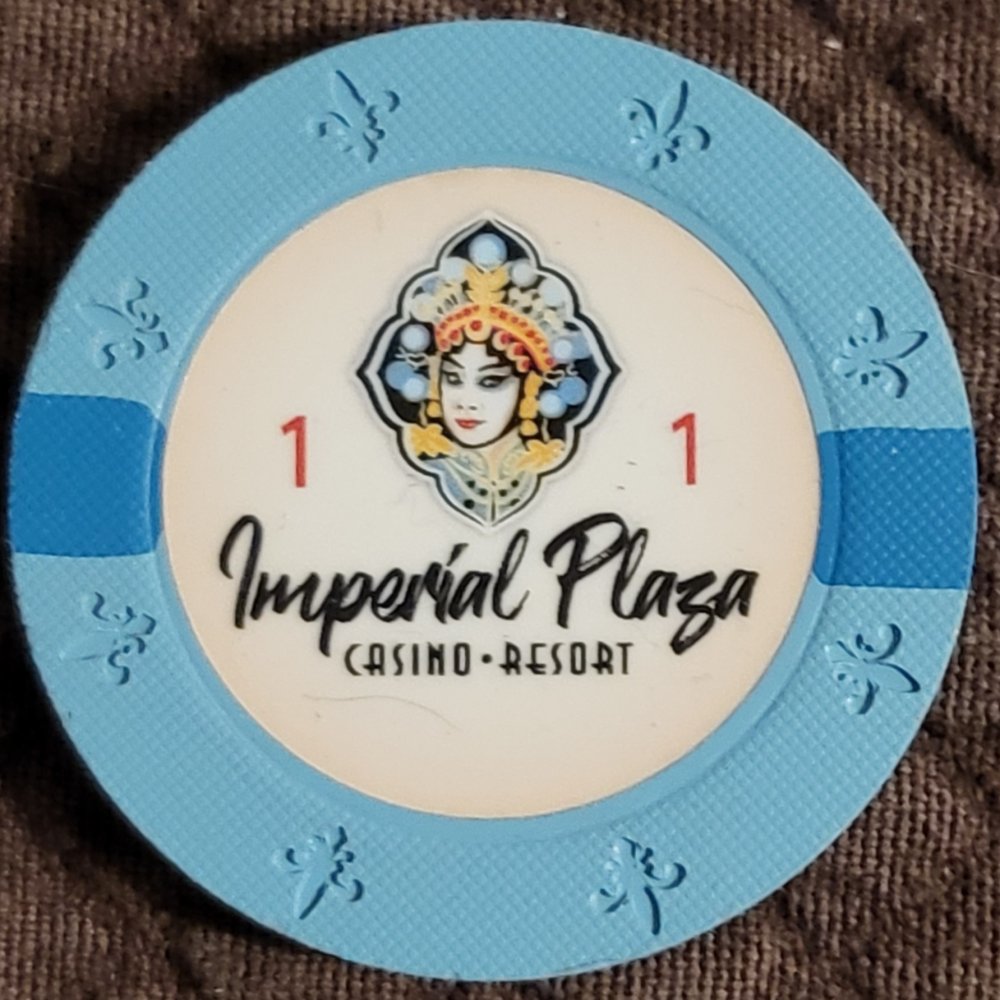 1 1
Imperial Plaza
CASINO • RESORT